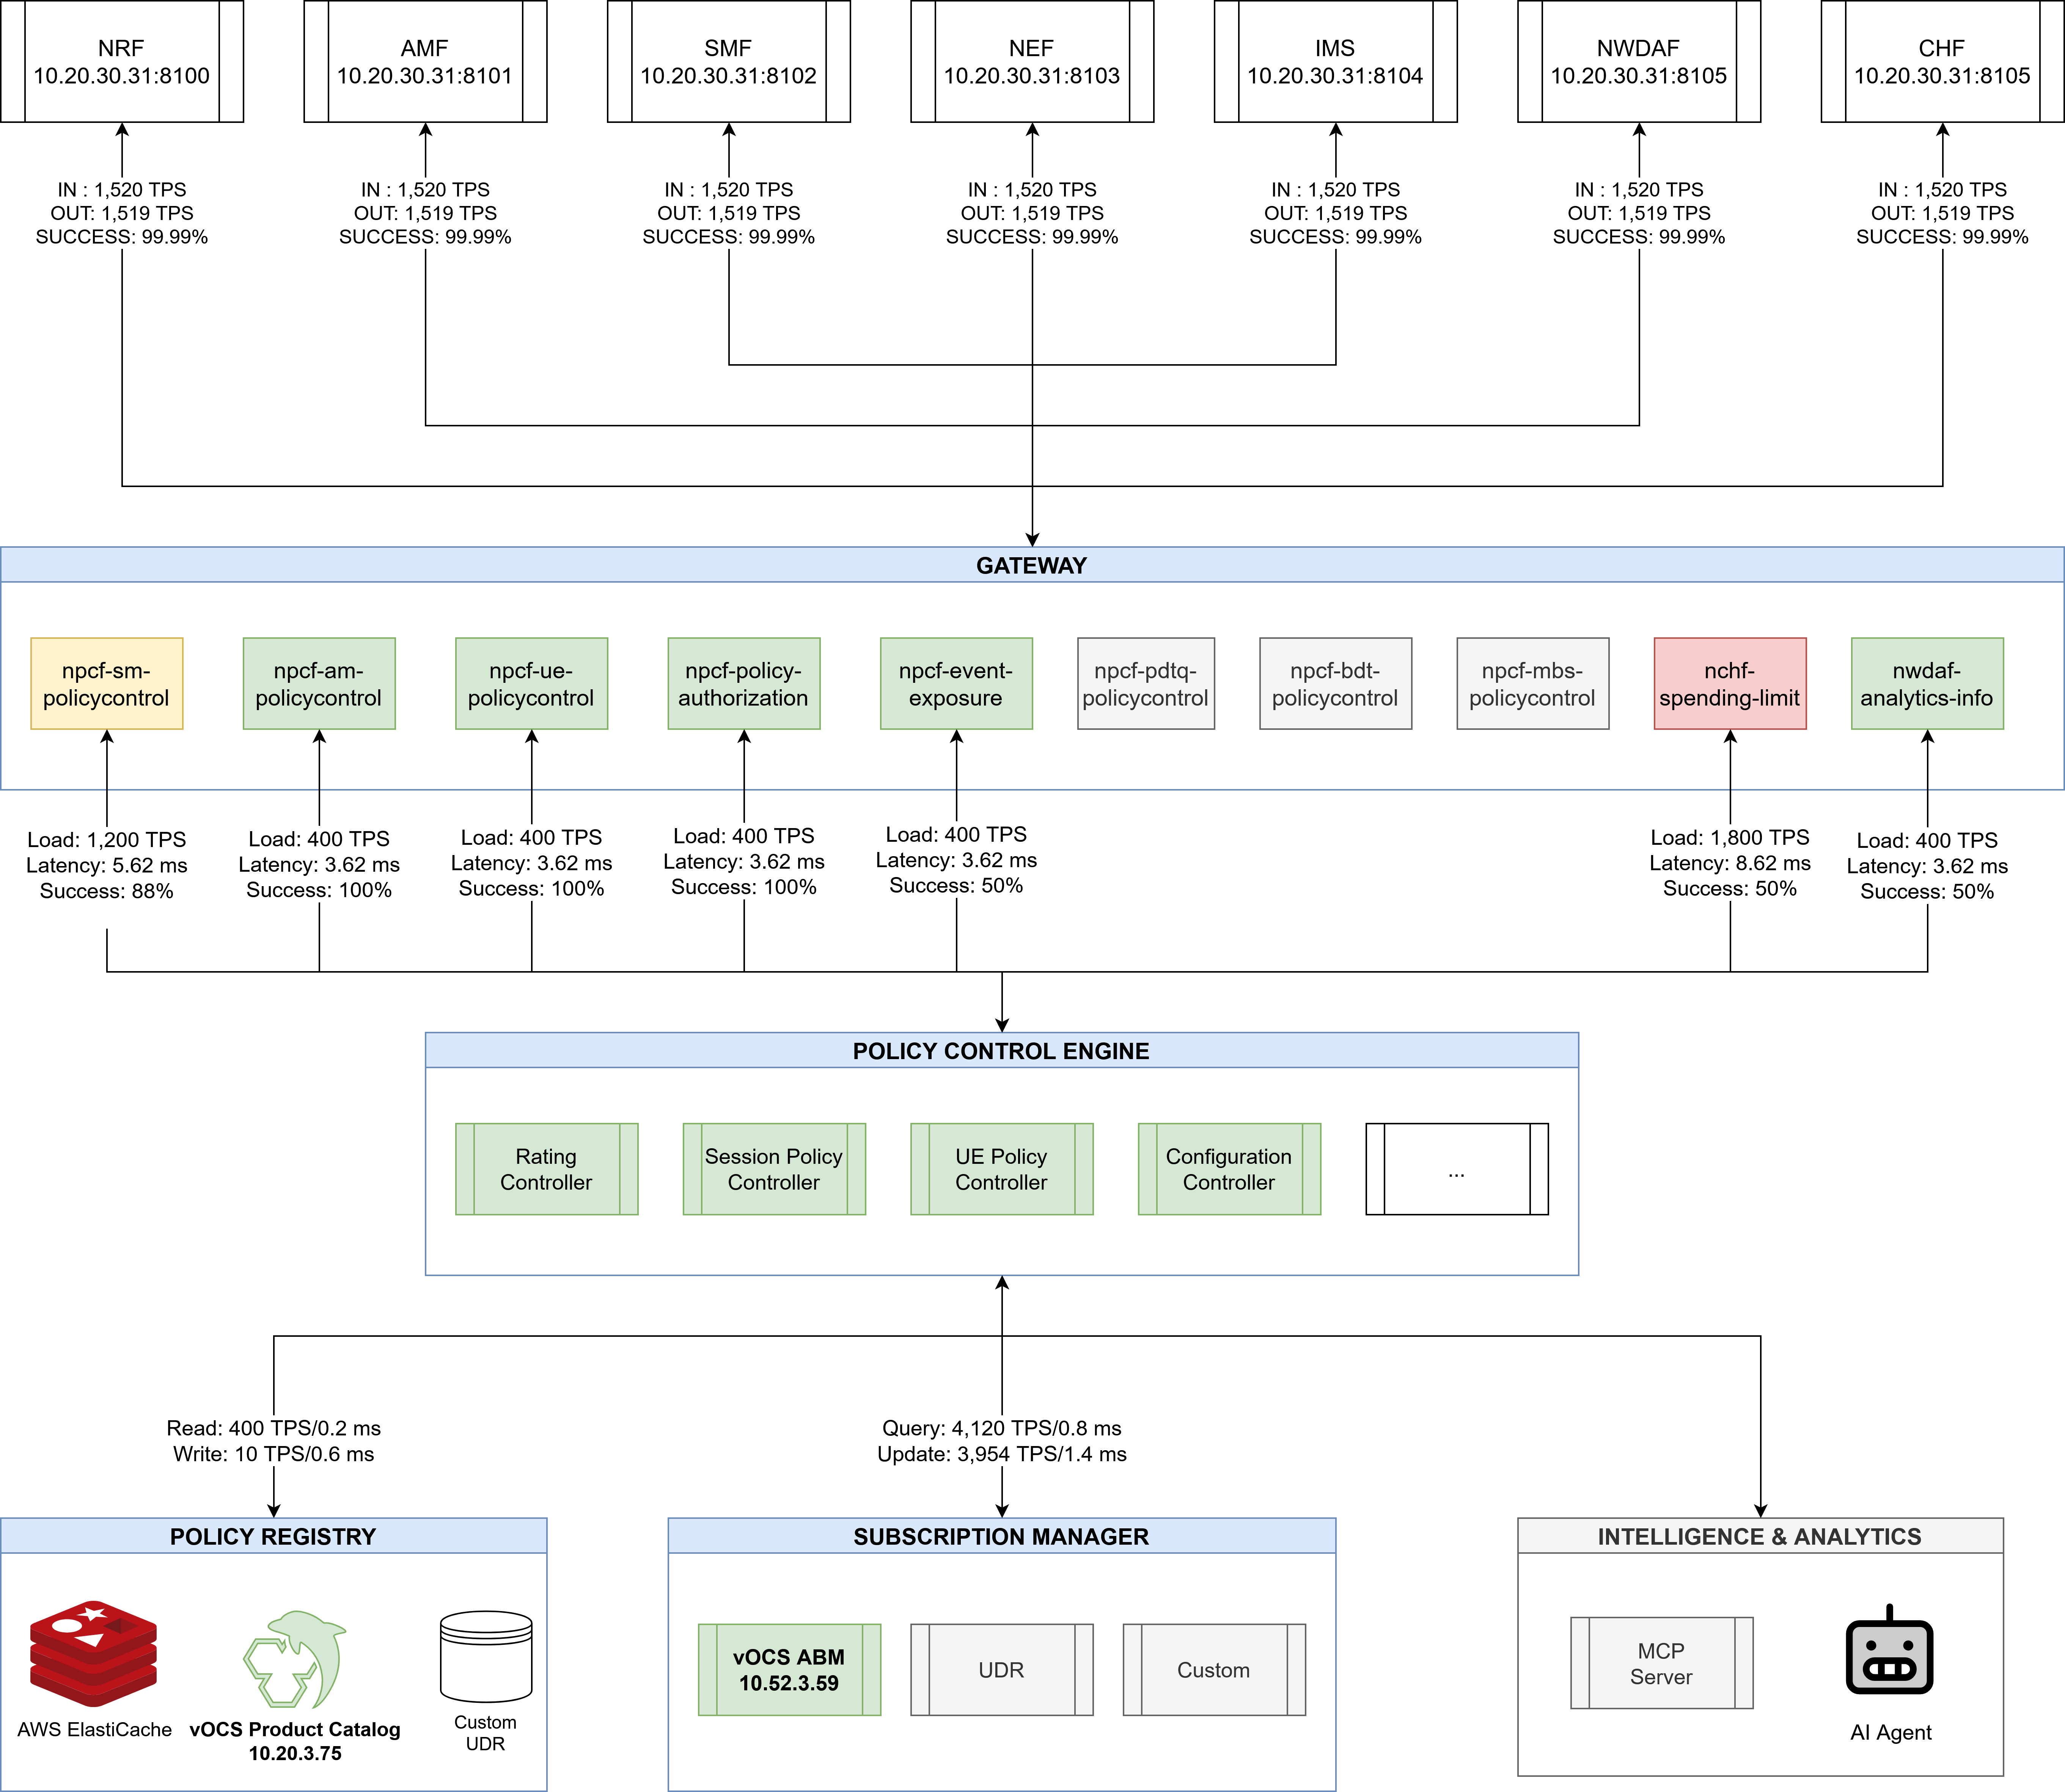 NRF
10.20.30.31:8100
AMF
10.20.30.31:8101
SMF
10.20.30.31:8102
NEF
10.20.30.31:8103
IMS
10.20.30.31:8104
NWDAF
10.20.30.31:8105
CHF
10.20.30.31:8105
IN : 1,520 TPS
OUT: 1,519 TPS
SUCCESS: 99.99%
IN : 1,520 TPS
OUT: 1,519 TPS
SUCCESS: 99.99%
IN : 1,520 TPS
OUT: 1,519 TPS
SUCCESS: 99.99%
IN : 1,520 TPS
OUT: 1,519 TPS
SUCCESS: 99.99%
IN : 1,520 TPS
OUT: 1,519 TPS
SUCCESS: 99.99%
IN : 1,520 TPS
OUT: 1,519 TPS
SUCCESS: 99.99%
IN : 1,520 TPS
OUT: 1,519 TPS
SUCCESS: 99.99%
GATEWAY
npcf-sm-
policycontrol
npcf-am-
policycontrol
npcf-ue-
policycontrol
npcf-policy-
authorization
npcf-event-
exposure
npcf-pdtq-
policycontrol
npcf-bdt-
policycontrol
npcf-mbs-
policycontrol
nchf-
spending-limit
nwdaf-
analytics-info
Load: 1,200 TPS
Latency: 5.62 ms
Success: 88%
Load: 400 TPS
Latency: 3.62 ms
Success: 100%
Load: 400 TPS
Latency: 3.62 ms
Success: 100%
Load: 400 TPS
Latency: 3.62 ms
Success: 100%
Load: 400 TPS
Latency: 3.62 ms
Success: 50%
Load: 1,800 TPS
Latency: 8.62 ms
Success: 50%
Load: 400 TPS
Latency: 3.62 ms
Success: 50%
POLICY CONTROL ENGINE
Rating
Controller
Session Policy
Controller
UE Policy
Controller
Configuration
Controller
...
Read: 400 TPS/0.2 ms
Write: 10 TPS/0.6 ms
Query: 4,120 TPS/0.8 ms
Update: 3,954 TPS/1.4 ms
POLICY REGISTRY
AWS ElastiCache
vOCS Product Catalog
10.20.3.75
Custom
UDR
SUBSCRIPTION MANAGER
vOCS ABM
10.52.3.59
UDR
Custom
INTELLIGENCE & ANALYTICS
MCP
Server
AI Agent